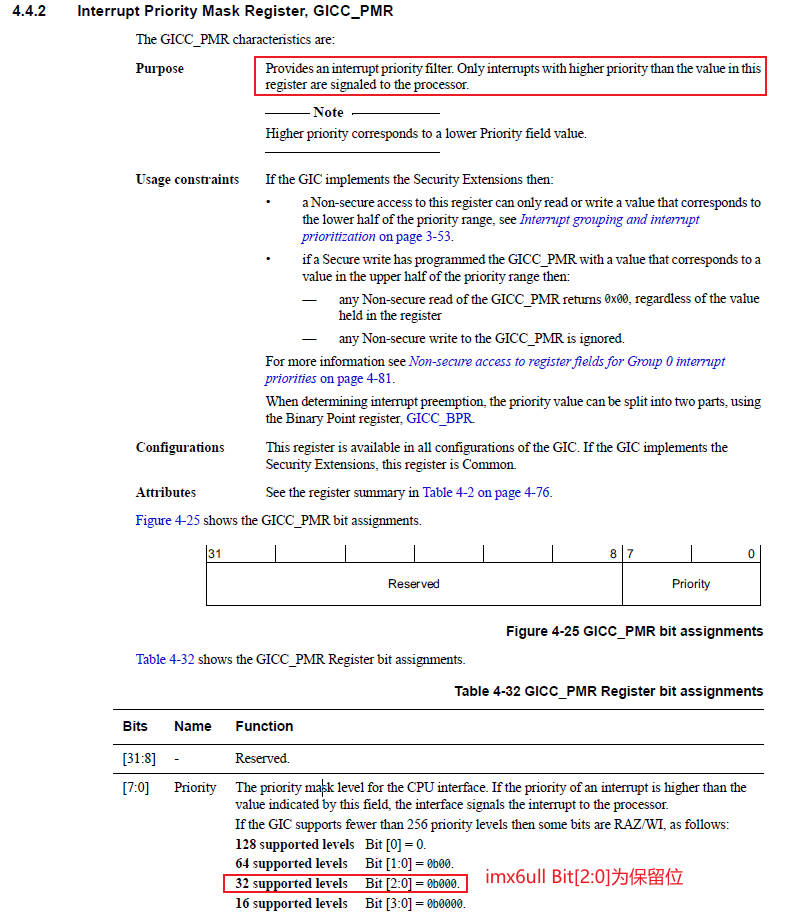 4.4.2 Interrupt Priority Mask Register, GICC_PMR
The GICC_PMR characteristics are:
Purpose Provides an interrupt priority filter. Only interrupts with higher priority than the value in this
register are signaled to the processor.
Note
Higher priority corresponds to a lower Priority field value.
Usage constraints If the GIC implements the Security Extensions then:
• a Non-secure access to this register can only read or write a value that corresponds to
the lower half of the priority range, see Interrupt grouping and interrupt
prioritization on page 3-53.
• if a Secure write has programmed the GICC_PMR with a value that corresponds to a
value in the upper half of the priority range then:
— any Non-secure read of the GICC_PMR returns 0x00, regardless of the value
held in the register
— any Non-secure write to the GICC_PMR is ignored.
For more information see Non-secure access to register fields for Group 0 interrupt
priorities on page 4-81.
When determining interrupt preemption, the priority value can be split into two parts, using
the Binary Point register, GICC_BPR.
Configurations This register is available in all configurations of the GIC. If the GIC implements the
Security Extensions, this register is Common.
Attributes See the register summary in Table 4-2 on page 4-76.
Figure 4-25 shows the GICC_PMR bit assignments.
31 8 7 0
Reserved Priority
Figure 4-25 GICC_PMR bit assignments
Table 4-32 shows the GICC_PMR Register bit assignments.
Table 4-32 GICC_PMR Register bit assignments
Bits Name Function
[31:8] - Reserved.
[7:0] Priority The priority mask level for the CPU interface. If the priority of an interrupt is higher than the
value indicated by this field, the interface signals the interrupt to the processor.
If the GIC supports fewer than 256 priority levels then some bits are RAZ/WI, as follows:
128 supported levels Bit [0] = 0.
64 supported levels Bit [1:0] = 0b00.
32 supported levels Bit [2:0] = 0b000. imx6ull Bit[2:0]为保留位
16 supported levels Bit [3:0] = 0b0000.